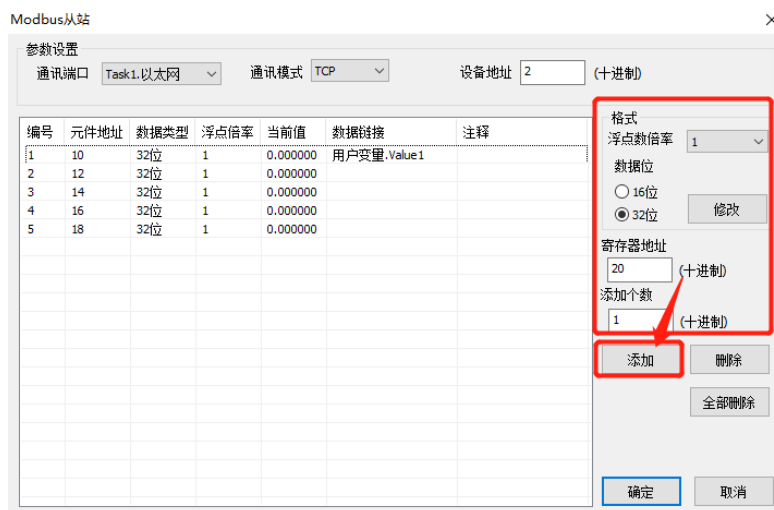 Modbus从站
参数设置
通讯端口 Task1.以太网 通讯模式 TCP 设备地址 2 (十进制)
编号 元件地址 数据类型 浮点倍率 当前值 数据链接 注释
1 10 32位 1 0.000000 用户变量.Value1
2 12 32位 1 0.000000
3 14 32位 1 0.000000
4 16 32位 1 0.000000
5 18 32位 1 0.000000
格式
浮点数倍率 1
数据位
16位
32位 修改
寄存器地址
20 (十进制)
添加个数
1 (十进制)
添加 删除
全部删除
确定 取消